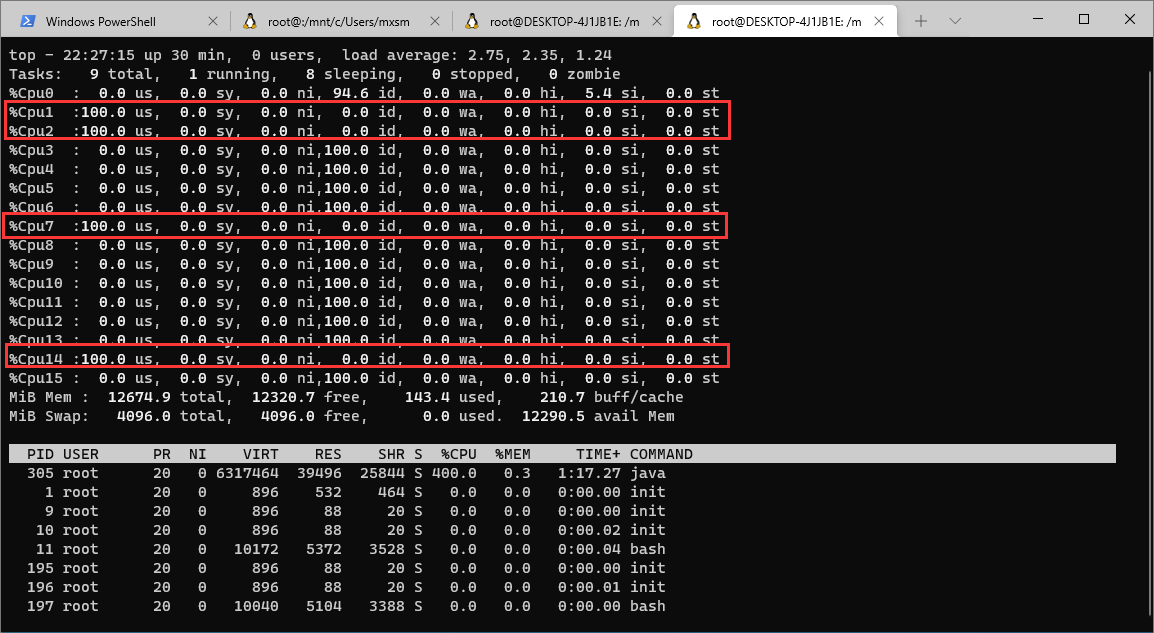 Windows PowerShell
root@:/mnt/c/Users/mxsm
root@DESKTOP-4J1JB1E: /m
root@DESKTOP-4J1JB1E: /m
top - 22:27:15 up 30 min,  0 users,  load average: 2.75, 2.35, 1.24
Tasks:   9 total,   1 running,   8 sleeping,   0 stopped,   0 zombie
%Cpu0  :  0.0 us,  0.0 sy,  0.0 ni, 94.6 id,  0.0 wa,  0.0 hi,  5.4 si,  0.0 st
%Cpu1  :100.0 us,  0.0 sy,  0.0 ni,  0.0 id,  0.0 wa,  0.0 hi,  0.0 si,  0.0 st
%Cpu2  :100.0 us,  0.0 sy,  0.0 ni,  0.0 id,  0.0 wa,  0.0 hi,  0.0 si,  0.0 st
%Cpu3  :  0.0 us,  0.0 sy,  0.0 ni,100.0 id,  0.0 wa,  0.0 hi,  0.0 si,  0.0 st
%Cpu4  :  0.0 us,  0.0 sy,  0.0 ni,100.0 id,  0.0 wa,  0.0 hi,  0.0 si,  0.0 st
%Cpu5  :  0.0 us,  0.0 sy,  0.0 ni,100.0 id,  0.0 wa,  0.0 hi,  0.0 si,  0.0 st
%Cpu6  :  0.0 us,  0.0 sy,  0.0 ni,100.0 id,  0.0 wa,  0.0 hi,  0.0 si,  0.0 st
%Cpu7  :100.0 us,  0.0 sy,  0.0 ni,  0.0 id,  0.0 wa,  0.0 hi,  0.0 si,  0.0 st
%Cpu8  :  0.0 us,  0.0 sy,  0.0 ni,100.0 id,  0.0 wa,  0.0 hi,  0.0 si,  0.0 st
%Cpu9  :  0.0 us,  0.0 sy,  0.0 ni,100.0 id,  0.0 wa,  0.0 hi,  0.0 si,  0.0 st
%Cpu10 :  0.0 us,  0.0 sy,  0.0 ni,100.0 id,  0.0 wa,  0.0 hi,  0.0 si,  0.0 st
%Cpu11 :  0.0 us,  0.0 sy,  0.0 ni,100.0 id,  0.0 wa,  0.0 hi,  0.0 si,  0.0 st
%Cpu12 :  0.0 us,  0.0 sy,  0.0 ni,100.0 id,  0.0 wa,  0.0 hi,  0.0 si,  0.0 st
%Cpu13 :  0.0 us,  0.0 sy,  0.0 ni,100.0 id,  0.0 wa,  0.0 hi,  0.0 si,  0.0 st
%Cpu14 :100.0 us,  0.0 sy,  0.0 ni,  0.0 id,  0.0 wa,  0.0 hi,  0.0 si,  0.0 st
%Cpu15 :  0.0 us,  0.0 sy,  0.0 ni,100.0 id,  0.0 wa,  0.0 hi,  0.0 si,  0.0 st
MiB Mem :  12674.9 total,  12320.7 free,    143.4 used,    210.7 buff/cache
MiB Swap:   4096.0 total,   4096.0 free,      0.0 used.  12290.5 avail Mem
PID USER      PR  NI    VIRT    RES    SHR S  %CPU  %MEM     TIME+ COMMAND
305 root      20   0 6317464  39496  25844 S 400.0   0.3   1:17.27 java
1 root      20   0     896    532    464 S   0.0   0.0   0:00.00 init
9 root      20   0     896     88     20 S   0.0   0.0   0:00.00 init
10 root      20   0     896     88     20 S   0.0   0.0   0:00.02 init
11 root      20   0   10172   5372   3528 S   0.0   0.0   0:00.04 bash
195 root      20   0     896     88     20 S   0.0   0.0   0:00.00 init
196 root      20   0     896     88     20 S   0.0   0.0   0:00.01 init
197 root      20   0   10040   5104   3388 S   0.0   0.0   0:00.00 bash